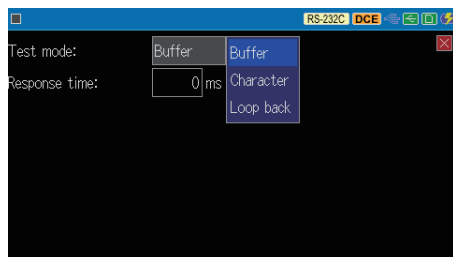 RS-232C DCE
Test mode: Buffer Buffer
Response time: 0 ms Character
Loop back